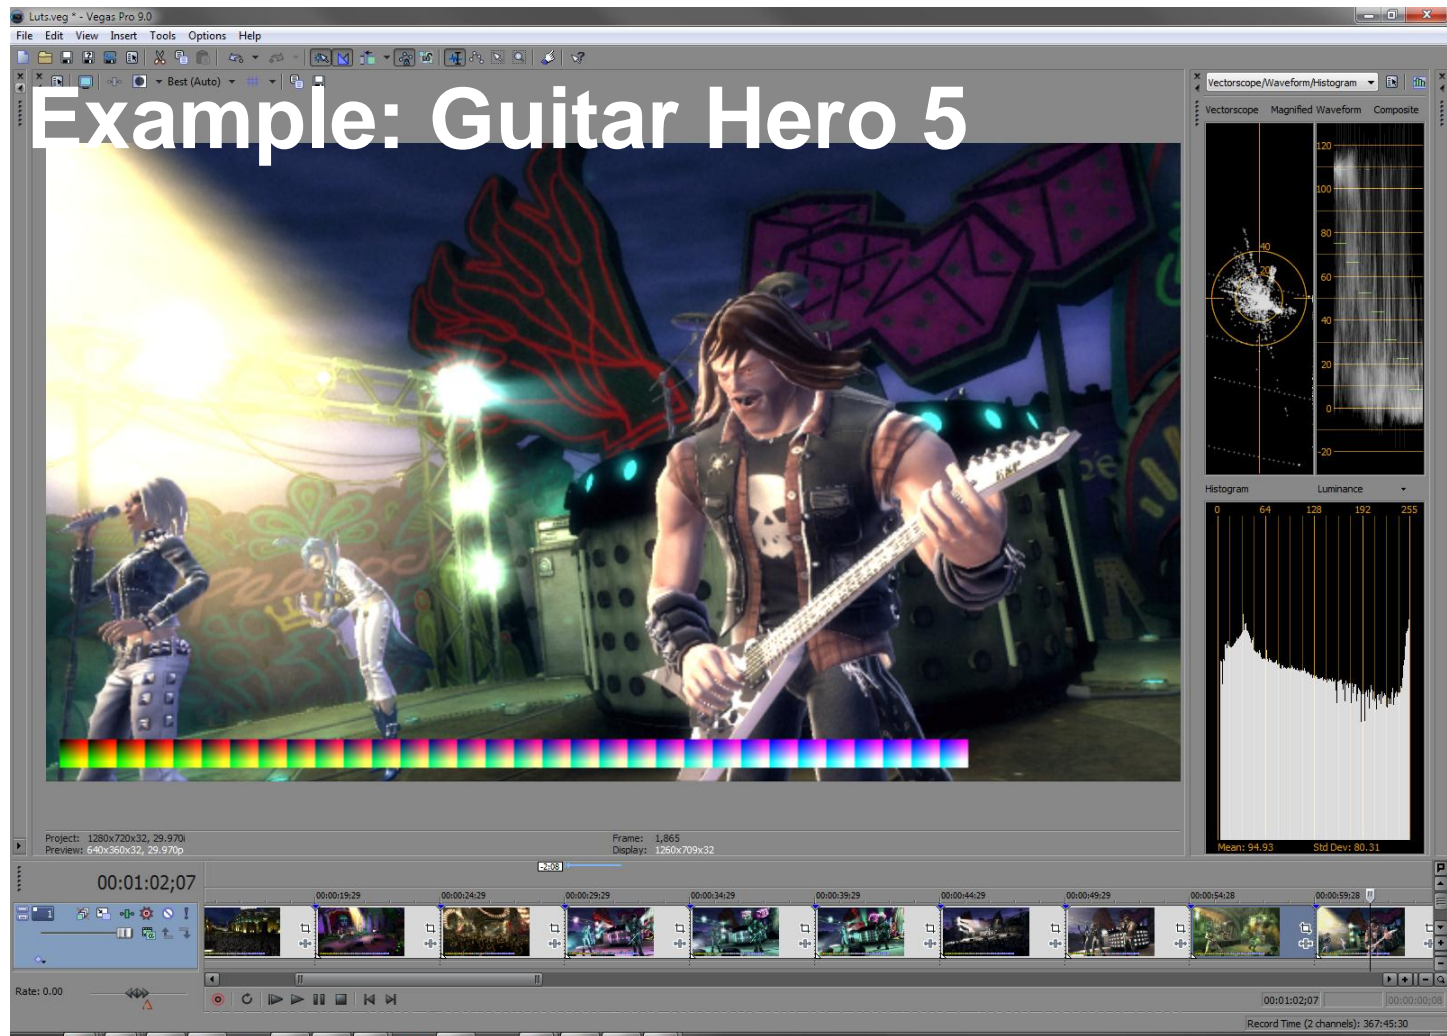 Luts.veg * - Vegas Pro 9.0
File Edit View Insert Tools Options Help
Best (Auto)
Example: Guitar Hero 5
Vectorscope/Waveform/Histogram
Vectorscope Magnified Waveform Composite
40
20
120
100
80
60
40
20
0
-20
Histogram Luminance
0 64 128 192 255
Mean: 94.93 Std Dev: 80.31
Project: 1280x720x32, 29.970i
Preview: 640x360x32, 29.970p
Frame: 1,865
Display: 1260x709x32
-2:08
00:01:02;07
00:00:19:29 00:00:24:29 00:00:29:29 00:00:34:29 00:00:39:29 00:00:44:29 00:00:49:29 00:00:54:28 00:00:59:28
1
Rate: 0.00
00:01:02;07 00:00:00;08
Record Time (2 channels): 367:45:30